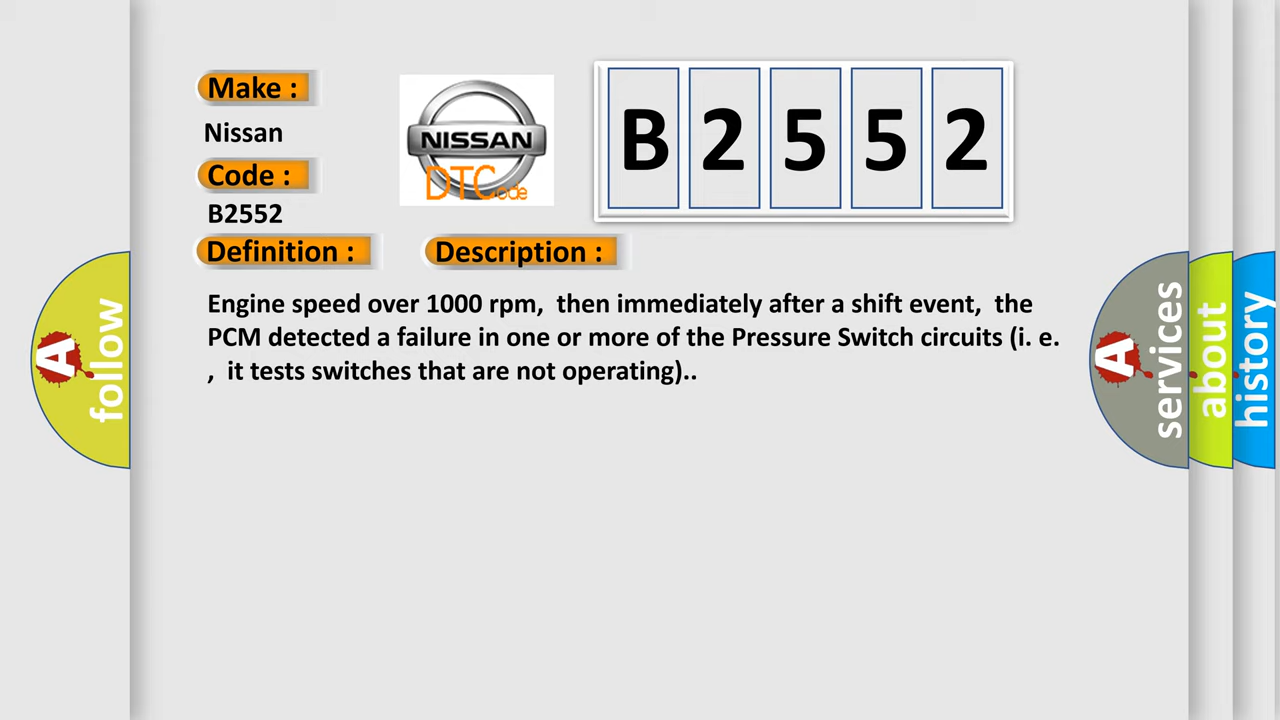 Make :
Nissan
Code :
B2552
NISSAN
DTCode
B 2 5 5 2
Definition :
Description :
Engine speed over 1000 rpm,  then immediately after a shift event,  the
PCM detected a failure in one or more of the Pressure Switch circuits (i. e.
,  it tests switches that are not operating)..
A follow
A services
about
history